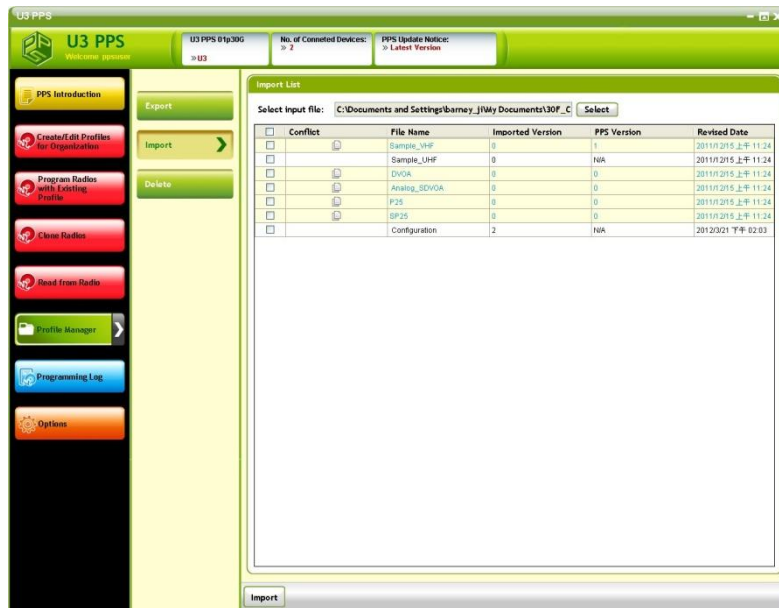 U3 PPS
U3 PPS
Welcome ppsuser
U3 PPS 01p30G
» U3
No. of Conneted Devices:
» 2
PPS Update Notice:
» Latest Version
PPS Introduction
Create/Edit Profiles for Organization
Program Radios with Existing Profile
Clone Radios
Read from Radio
Profile Manager
Programming Log
Options
Export
Import
Delete
Import List
Select input file: C:\Documents and Settings\barney_ji\My Documents\30F_C Select
Conflict File Name Imported Version PPS Version Revised Date
Sample_VHF 0 1 2011/12/15 上午 11:24
Sample_UHF 0 N/A 2011/12/15 上午 11:24
DVOA 0 0 2011/12/15 上午 11:24
Analog_SDVOA 0 0 2011/12/15 上午 11:24
P25 0 0 2011/12/15 上午 11:24
SP25 0 0 2011/12/15 上午 11:24
Configuration 2 N/A 2012/3/21 下午 02:03
Import